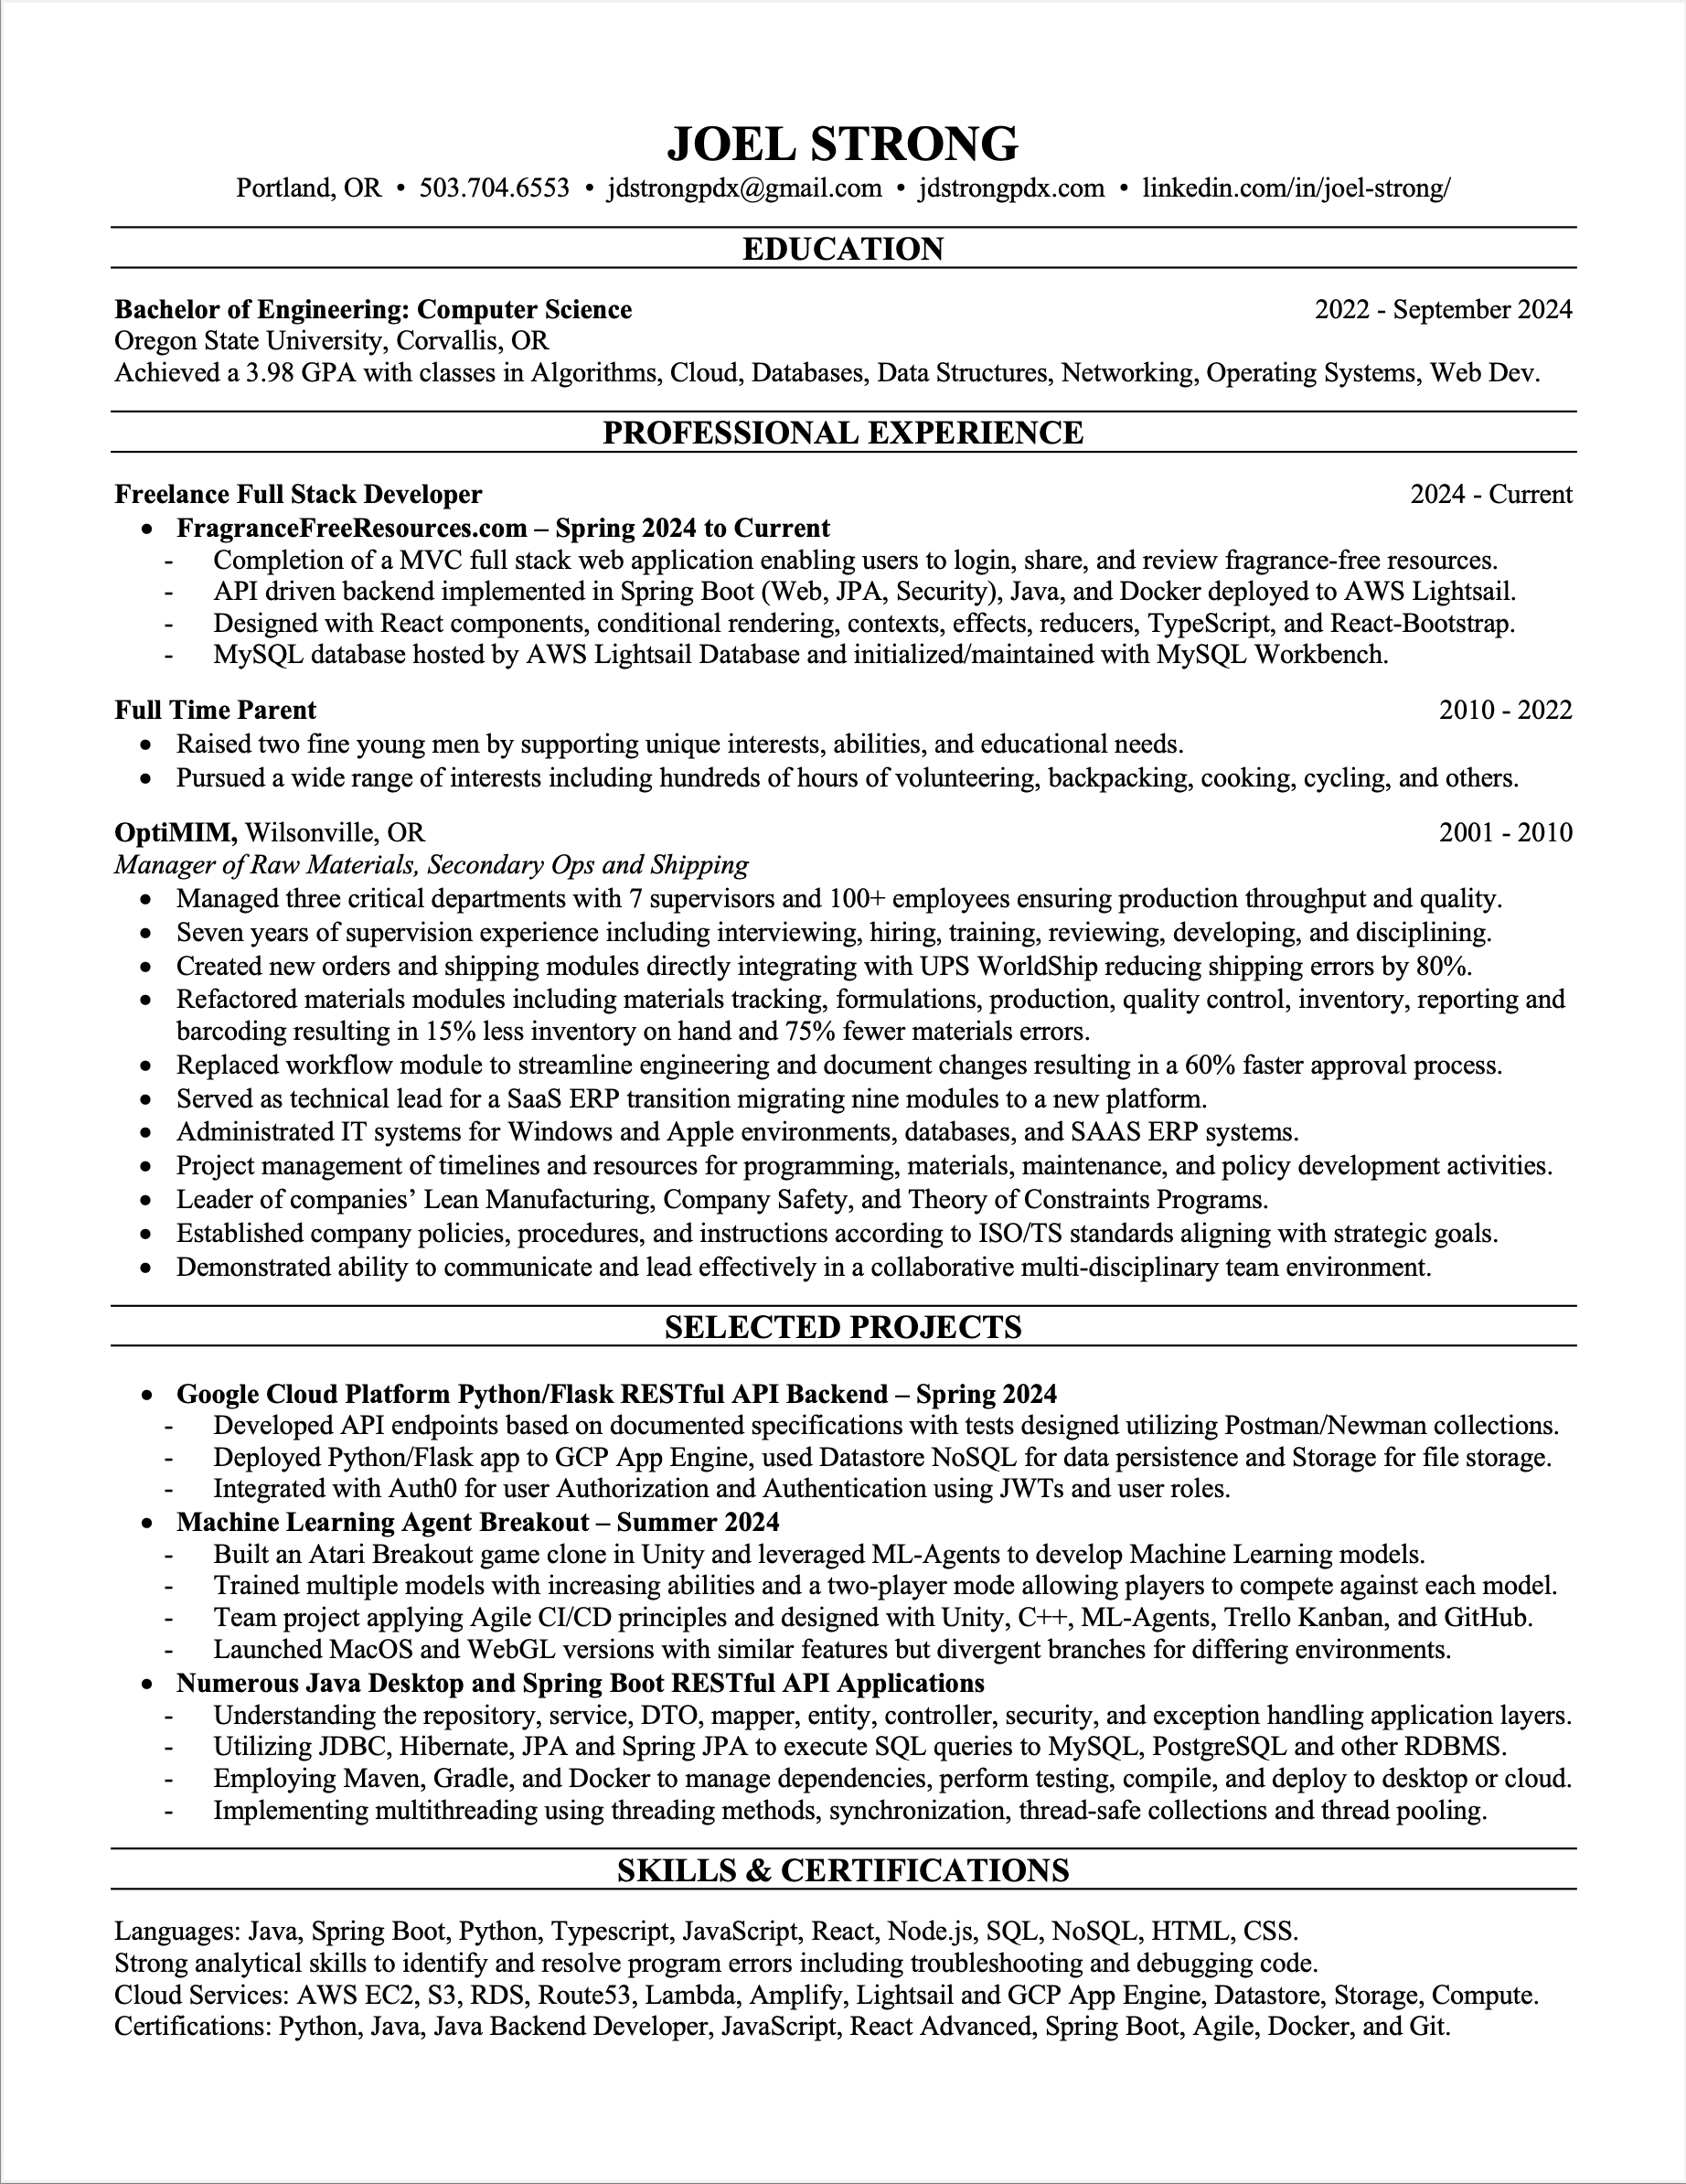 JOEL STRONG
Portland, OR • 503.704.6553 • jdstrongpdx@gmail.com • jdstrongpdx.com • linkedin.com/in/joel-strong/
EDUCATION
Bachelor of Engineering: Computer Science 2022 - September 2024
Oregon State University, Corvallis, OR
Achieved a 3.98 GPA with classes in Algorithms, Cloud, Databases, Data Structures, Networking, Operating Systems, Web Dev.
PROFESSIONAL EXPERIENCE
Freelance Full Stack Developer 2024 - Current
• FragranceFreeResources.com – Spring 2024 to Current
- Completion of a MVC full stack web application enabling users to login, share, and review fragrance-free resources.
- API driven backend implemented in Spring Boot (Web, JPA, Security), Java, and Docker deployed to AWS Lightsail.
- Designed with React components, conditional rendering, contexts, effects, reducers, TypeScript, and React-Bootstrap.
- MySQL database hosted by AWS Lightsail Database and initialized/maintained with MySQL Workbench.
Full Time Parent 2010 - 2022
• Raised two fine young men by supporting unique interests, abilities, and educational needs.
• Pursued a wide range of interests including hundreds of hours of volunteering, backpacking, cooking, cycling, and others.
OptiMIM, Wilsonville, OR 2001 - 2010
Manager of Raw Materials, Secondary Ops and Shipping
• Managed three critical departments with 7 supervisors and 100+ employees ensuring production throughput and quality.
• Seven years of supervision experience including interviewing, hiring, training, reviewing, developing, and disciplining.
• Created new orders and shipping modules directly integrating with UPS WorldShip reducing shipping errors by 80%.
• Refactored materials modules including materials tracking, formulations, production, quality control, inventory, reporting and
barcoding resulting in 15% less inventory on hand and 75% fewer materials errors.
• Replaced workflow module to streamline engineering and document changes resulting in a 60% faster approval process.
• Served as technical lead for a SaaS ERP transition migrating nine modules to a new platform.
• Administrated IT systems for Windows and Apple environments, databases, and SAAS ERP systems.
• Project management of timelines and resources for programming, materials, maintenance, and policy development activities.
• Leader of companies’ Lean Manufacturing, Company Safety, and Theory of Constraints Programs.
• Established company policies, procedures, and instructions according to ISO/TS standards aligning with strategic goals.
• Demonstrated ability to communicate and lead effectively in a collaborative multi-disciplinary team environment.
SELECTED PROJECTS
• Google Cloud Platform Python/Flask RESTful API Backend – Spring 2024
- Developed API endpoints based on documented specifications with tests designed utilizing Postman/Newman collections.
- Deployed Python/Flask app to GCP App Engine, used Datastore NoSQL for data persistence and Storage for file storage.
- Integrated with Auth0 for user Authorization and Authentication using JWTs and user roles.
• Machine Learning Agent Breakout – Summer 2024
- Built an Atari Breakout game clone in Unity and leveraged ML-Agents to develop Machine Learning models.
- Trained multiple models with increasing abilities and a two-player mode allowing players to compete against each model.
- Team project applying Agile CI/CD principles and designed with Unity, C++, ML-Agents, Trello Kanban, and GitHub.
- Launched MacOS and WebGL versions with similar features but divergent branches for differing environments.
• Numerous Java Desktop and Spring Boot RESTful API Applications
- Understanding the repository, service, DTO, mapper, entity, controller, security, and exception handling application layers.
- Utilizing JDBC, Hibernate, JPA and Spring JPA to execute SQL queries to MySQL, PostgreSQL and other RDBMS.
- Employing Maven, Gradle, and Docker to manage dependencies, perform testing, compile, and deploy to desktop or cloud.
- Implementing multithreading using threading methods, synchronization, thread-safe collections and thread pooling.
SKILLS & CERTIFICATIONS
Languages: Java, Spring Boot, Python, Typescript, JavaScript, React, Node.js, SQL, NoSQL, HTML, CSS.
Strong analytical skills to identify and resolve program errors including troubleshooting and debugging code.
Cloud Services: AWS EC2, S3, RDS, Route53, Lambda, Amplify, Lightsail and GCP App Engine, Datastore, Storage, Compute.
Certifications: Python, Java, Java Backend Developer, JavaScript, React Advanced, Spring Boot, Agile, Docker, and Git.